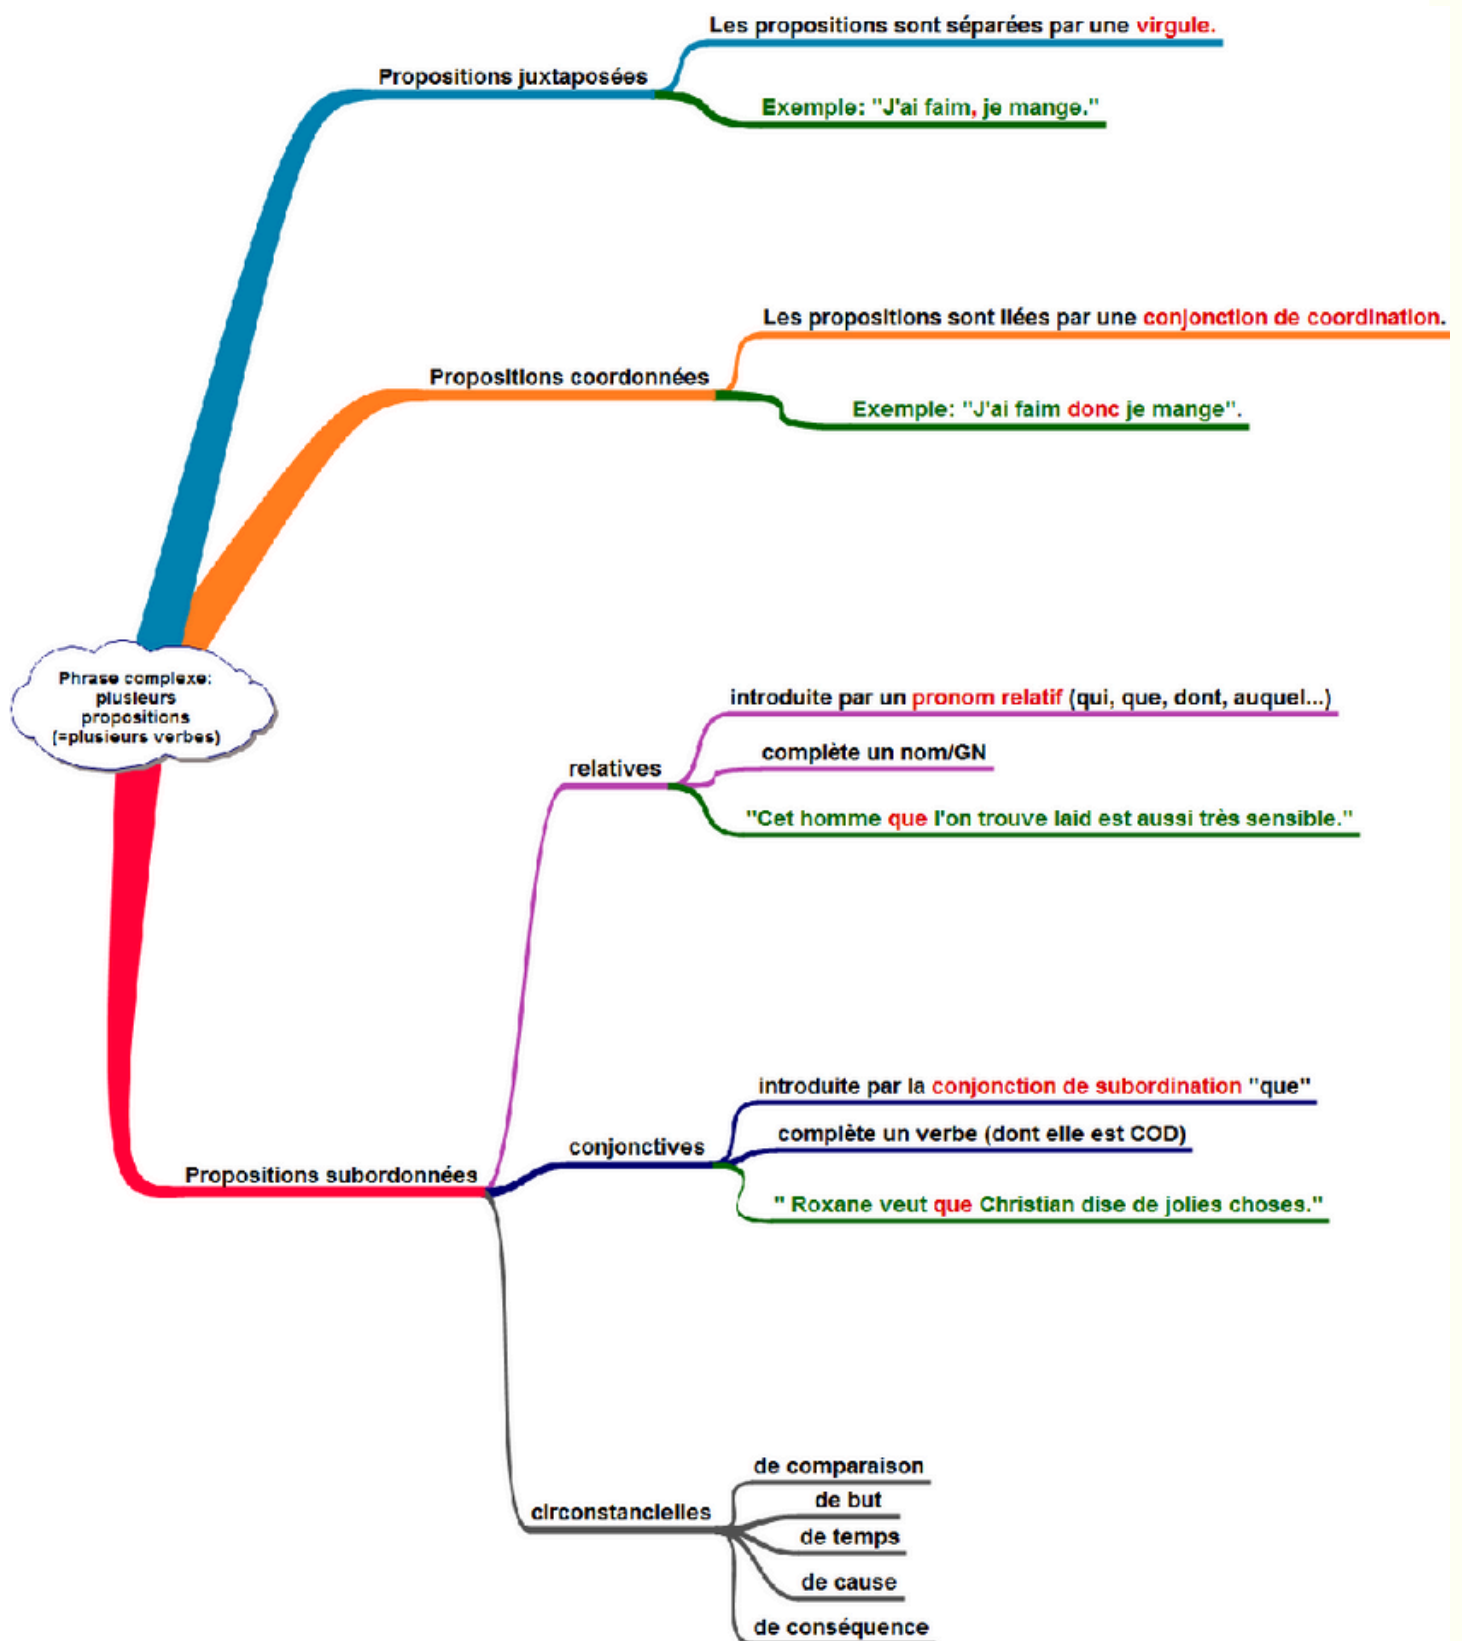 Les propositions sont séparées par une virgule.
Propositions juxtaposées
Exemple: "J'ai faim, je mange."
Les propositions sont liées par une conjonction de coordination.
Propositions coordonnées
Exemple: "J'ai faim donc je mange".
Phrase complexe:
plusieurs
propositions
(=plusieurs verbes)
introduite par un pronom relatif (qui, que, dont, auquel...)
complète un nom/GN
relatives
"Cet homme que l'on trouve laid est aussi très sensible."
introduite par la conjonction de subordination "que"
complète un verbe (dont elle est COD)
conjonctives
Propositions subordonnées
" Roxane veut que Christian dise de jolies choses."
de comparaison
de but
circonstancielles
de temps
de cause
de conséquence